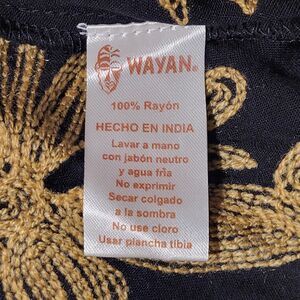 WAYAN®
100% Rayón
HECHO EN INDIA
Lavar a mano
con jabón neutro
y agua fría
No exprimir
Secar colgado
a la sombra
No use cloro
Usar plancha tibia